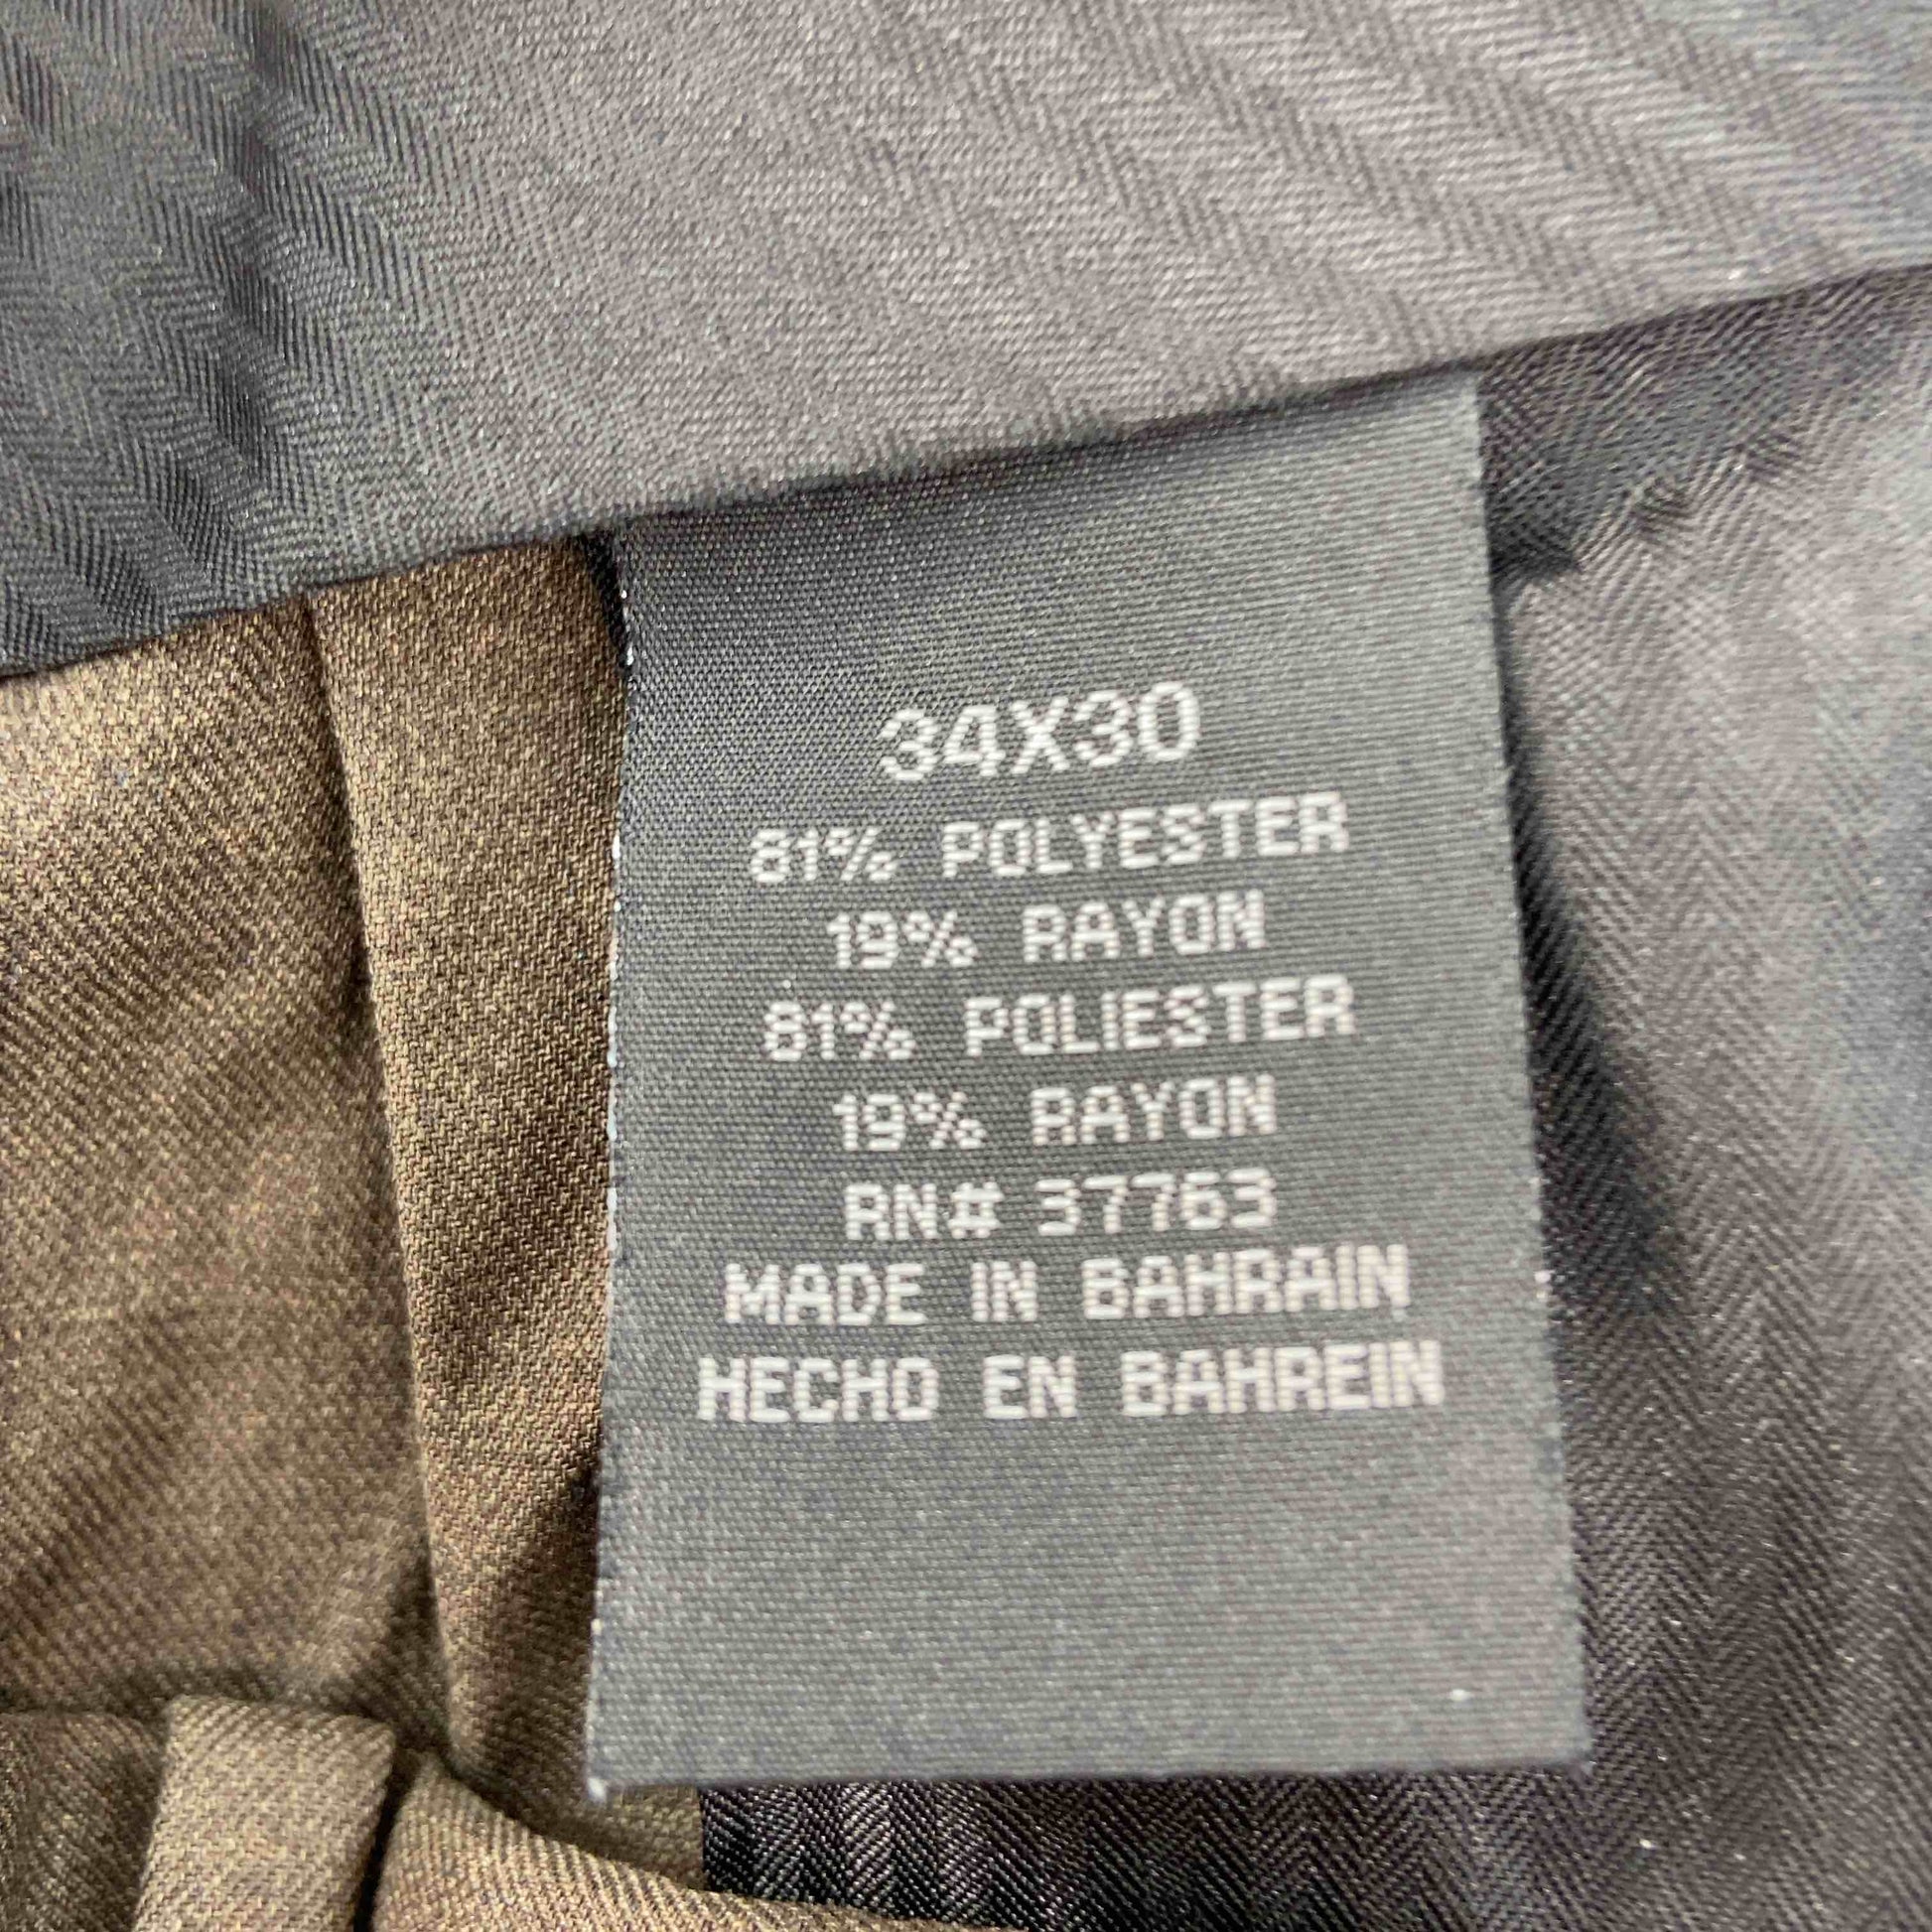 34X30
81% POLYESTER
19% RAYON
81% POLIESTER
19% RAYON
RN# 37763
MADE IN BAHRAIN
HECHO EN BAHREIN